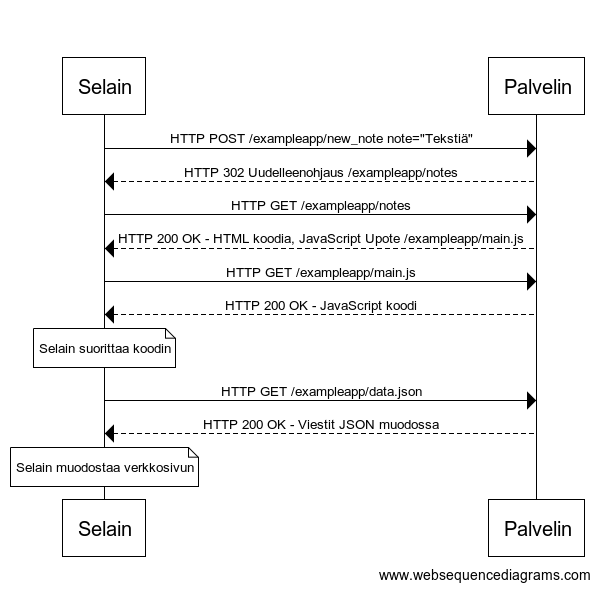 Selain Palvelin
HTTP POST /exampleapp/new_note note="Tekstiä"
HTTP 302 Uudelleenohjaus /exampleapp/notes
HTTP GET /exampleapp/notes
HTTP 200 OK - HTML koodia, JavaScript Upote /exampleapp/main.js
HTTP GET /exampleapp/main.js
HTTP 200 OK - JavaScript koodi
Selain suorittaa koodin
HTTP GET /exampleapp/data.json
HTTP 200 OK - Viestit JSON muodossa
Selain muodostaa verkkosivun
Selain Palvelin
www.websequencediagrams.com